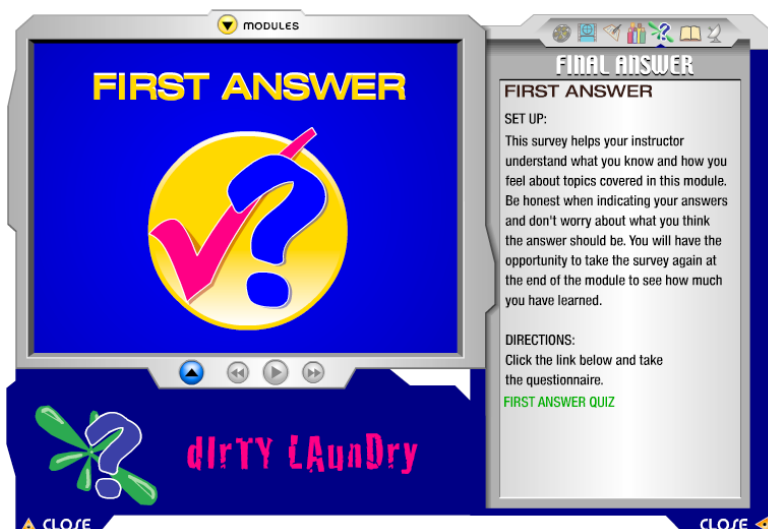 MODULES
FIRST ANSWER
FINAL ANSWER
FIRST ANSWER
SET UP:
This survey helps your instructor
understand what you know and how you
feel about topics covered in this module.
Be honest when indicating your answers
and don't worry about what you think
the answer should be. You will have the
opportunity to take the survey again at
the end of the module to see how much
you have learned.
DIRECTIONS:
Click the link below and take
the questionnaire.
FIRST ANSWER QUIZ
dIrTY LAunDry
CLOSE
CLOSE